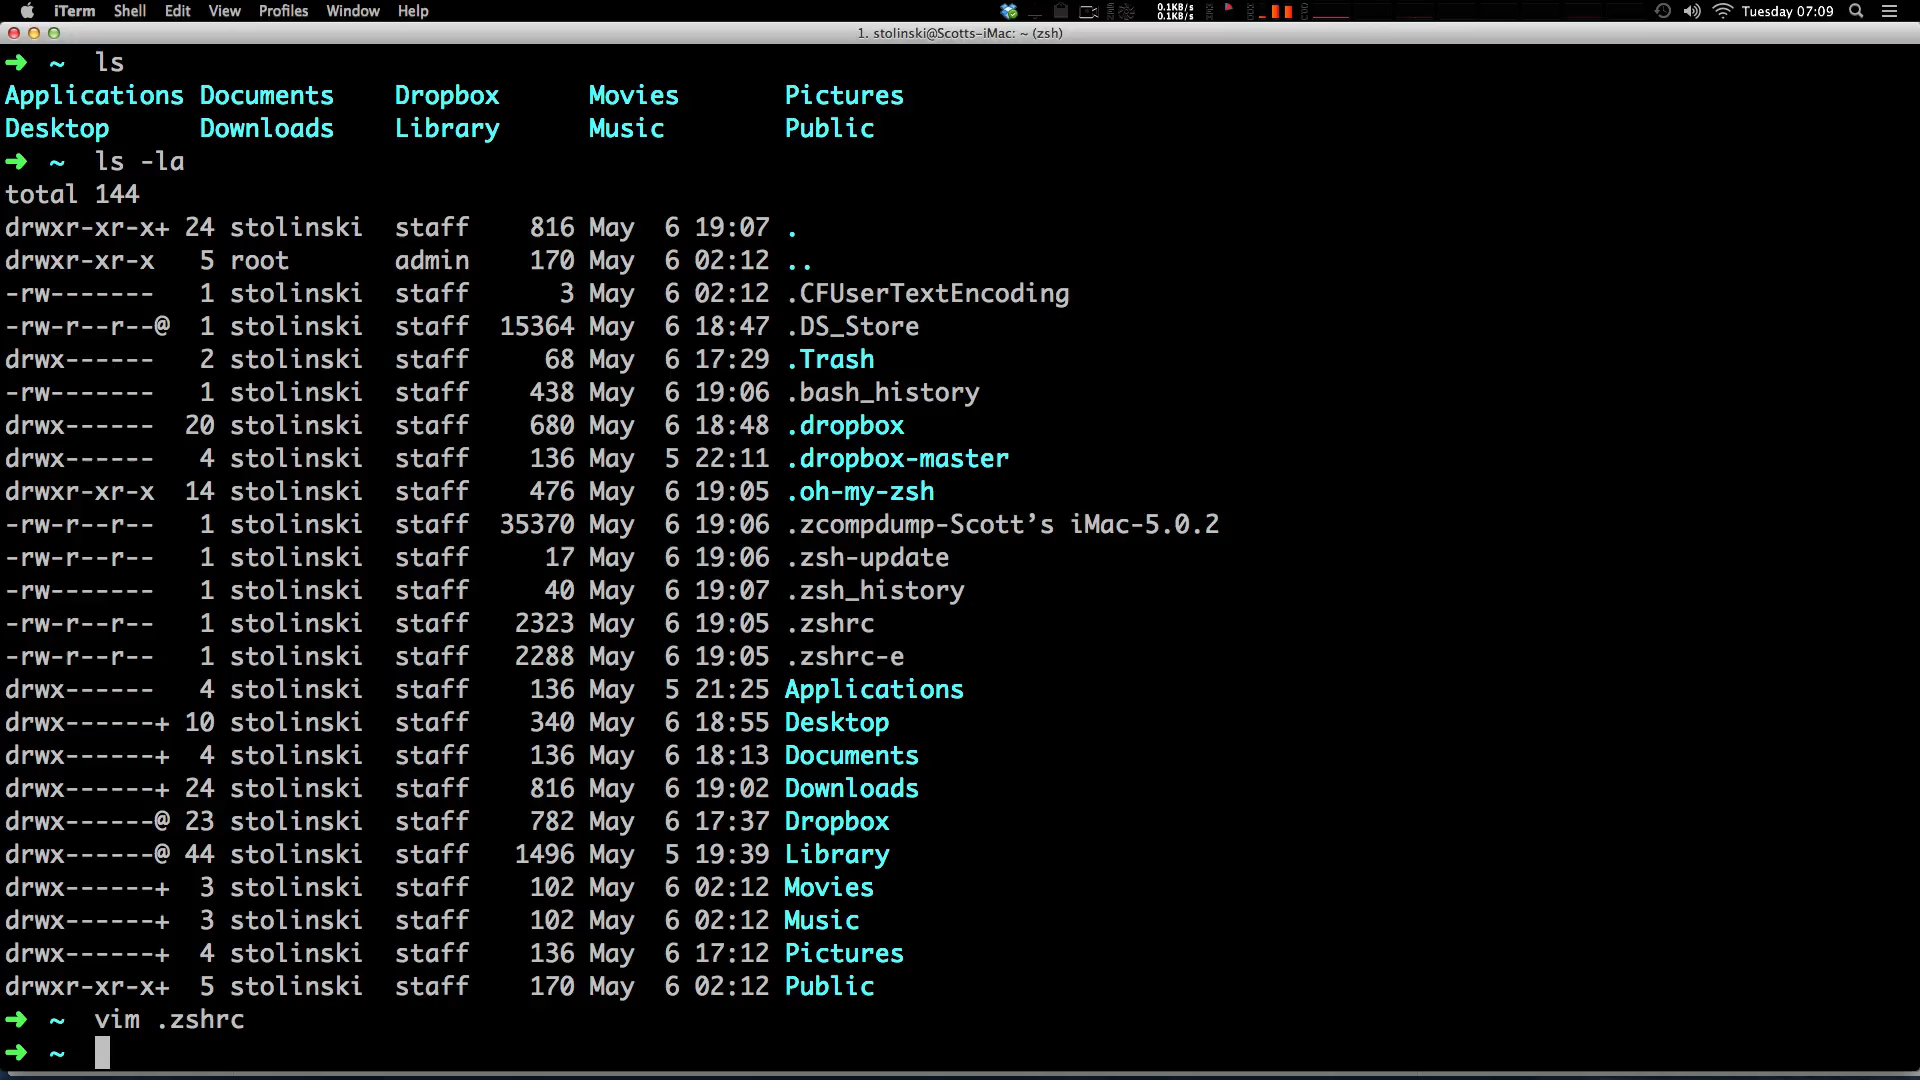 iTerm Shell Edit View Profiles Window Help 0.1KB/s 0.1KB/s Tuesday 07:09
1. stolinski@Scotts-iMac: ~ (zsh)
➜ ~ ls
Applications Documents Dropbox Movies Pictures
Desktop Downloads Library Music Public
➜ ~ ls -la
total 144
drwxr-xr-x+ 24 stolinski staff 816 May 6 19:07 .
drwxr-xr-x 5 root admin 170 May 6 02:12 ..
-rw------- 1 stolinski staff 3 May 6 02:12 .CFUserTextEncoding
-rw-r--r--@ 1 stolinski staff 15364 May 6 18:47 .DS_Store
drwx------ 2 stolinski staff 68 May 6 17:29 .Trash
-rw------- 1 stolinski staff 438 May 6 19:06 .bash_history
drwx------ 20 stolinski staff 680 May 6 18:48 .dropbox
drwx------ 4 stolinski staff 136 May 5 22:11 .dropbox-master
drwxr-xr-x 14 stolinski staff 476 May 6 19:05 .oh-my-zsh
-rw-r--r-- 1 stolinski staff 35370 May 6 19:06 .zcompdump-Scott’s iMac-5.0.2
-rw-r--r-- 1 stolinski staff 17 May 6 19:06 .zsh-update
-rw------- 1 stolinski staff 40 May 6 19:07 .zsh_history
-rw-r--r-- 1 stolinski staff 2323 May 6 19:05 .zshrc
-rw-r--r-- 1 stolinski staff 2288 May 6 19:05 .zshrc-e
drwx------ 4 stolinski staff 136 May 5 21:25 Applications
drwx------+ 10 stolinski staff 340 May 6 18:55 Desktop
drwx------+ 4 stolinski staff 136 May 6 18:13 Documents
drwx------+ 24 stolinski staff 816 May 6 19:02 Downloads
drwx------@ 23 stolinski staff 782 May 6 17:37 Dropbox
drwx------@ 44 stolinski staff 1496 May 5 19:39 Library
drwx------+ 3 stolinski staff 102 May 6 02:12 Movies
drwx------+ 3 stolinski staff 102 May 6 02:12 Music
drwx------+ 4 stolinski staff 136 May 6 17:12 Pictures
drwxr-xr-x+ 5 stolinski staff 170 May 6 02:12 Public
➜ ~ vim .zshrc
➜ ~